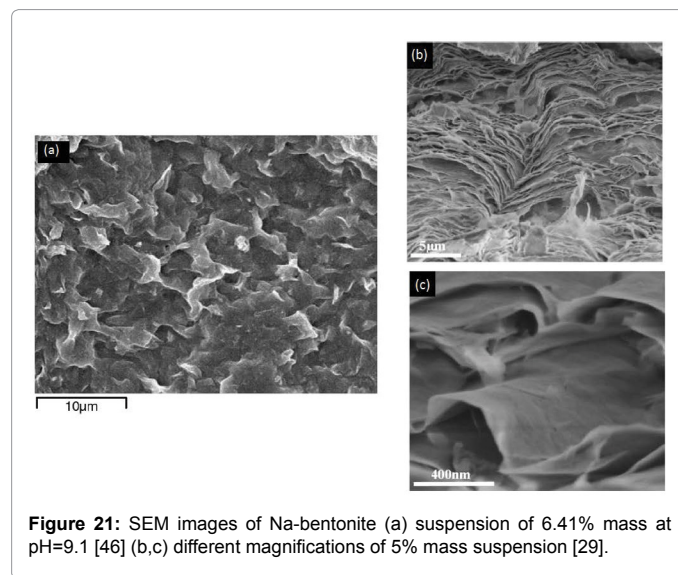 (a)
10µm
(b)
5µm
(c)
400nm
Figure 21: SEM images of Na-bentonite (a) suspension of 6.41% mass at
pH=9.1 [46] (b,c) different magnifications of 5% mass suspension [29].